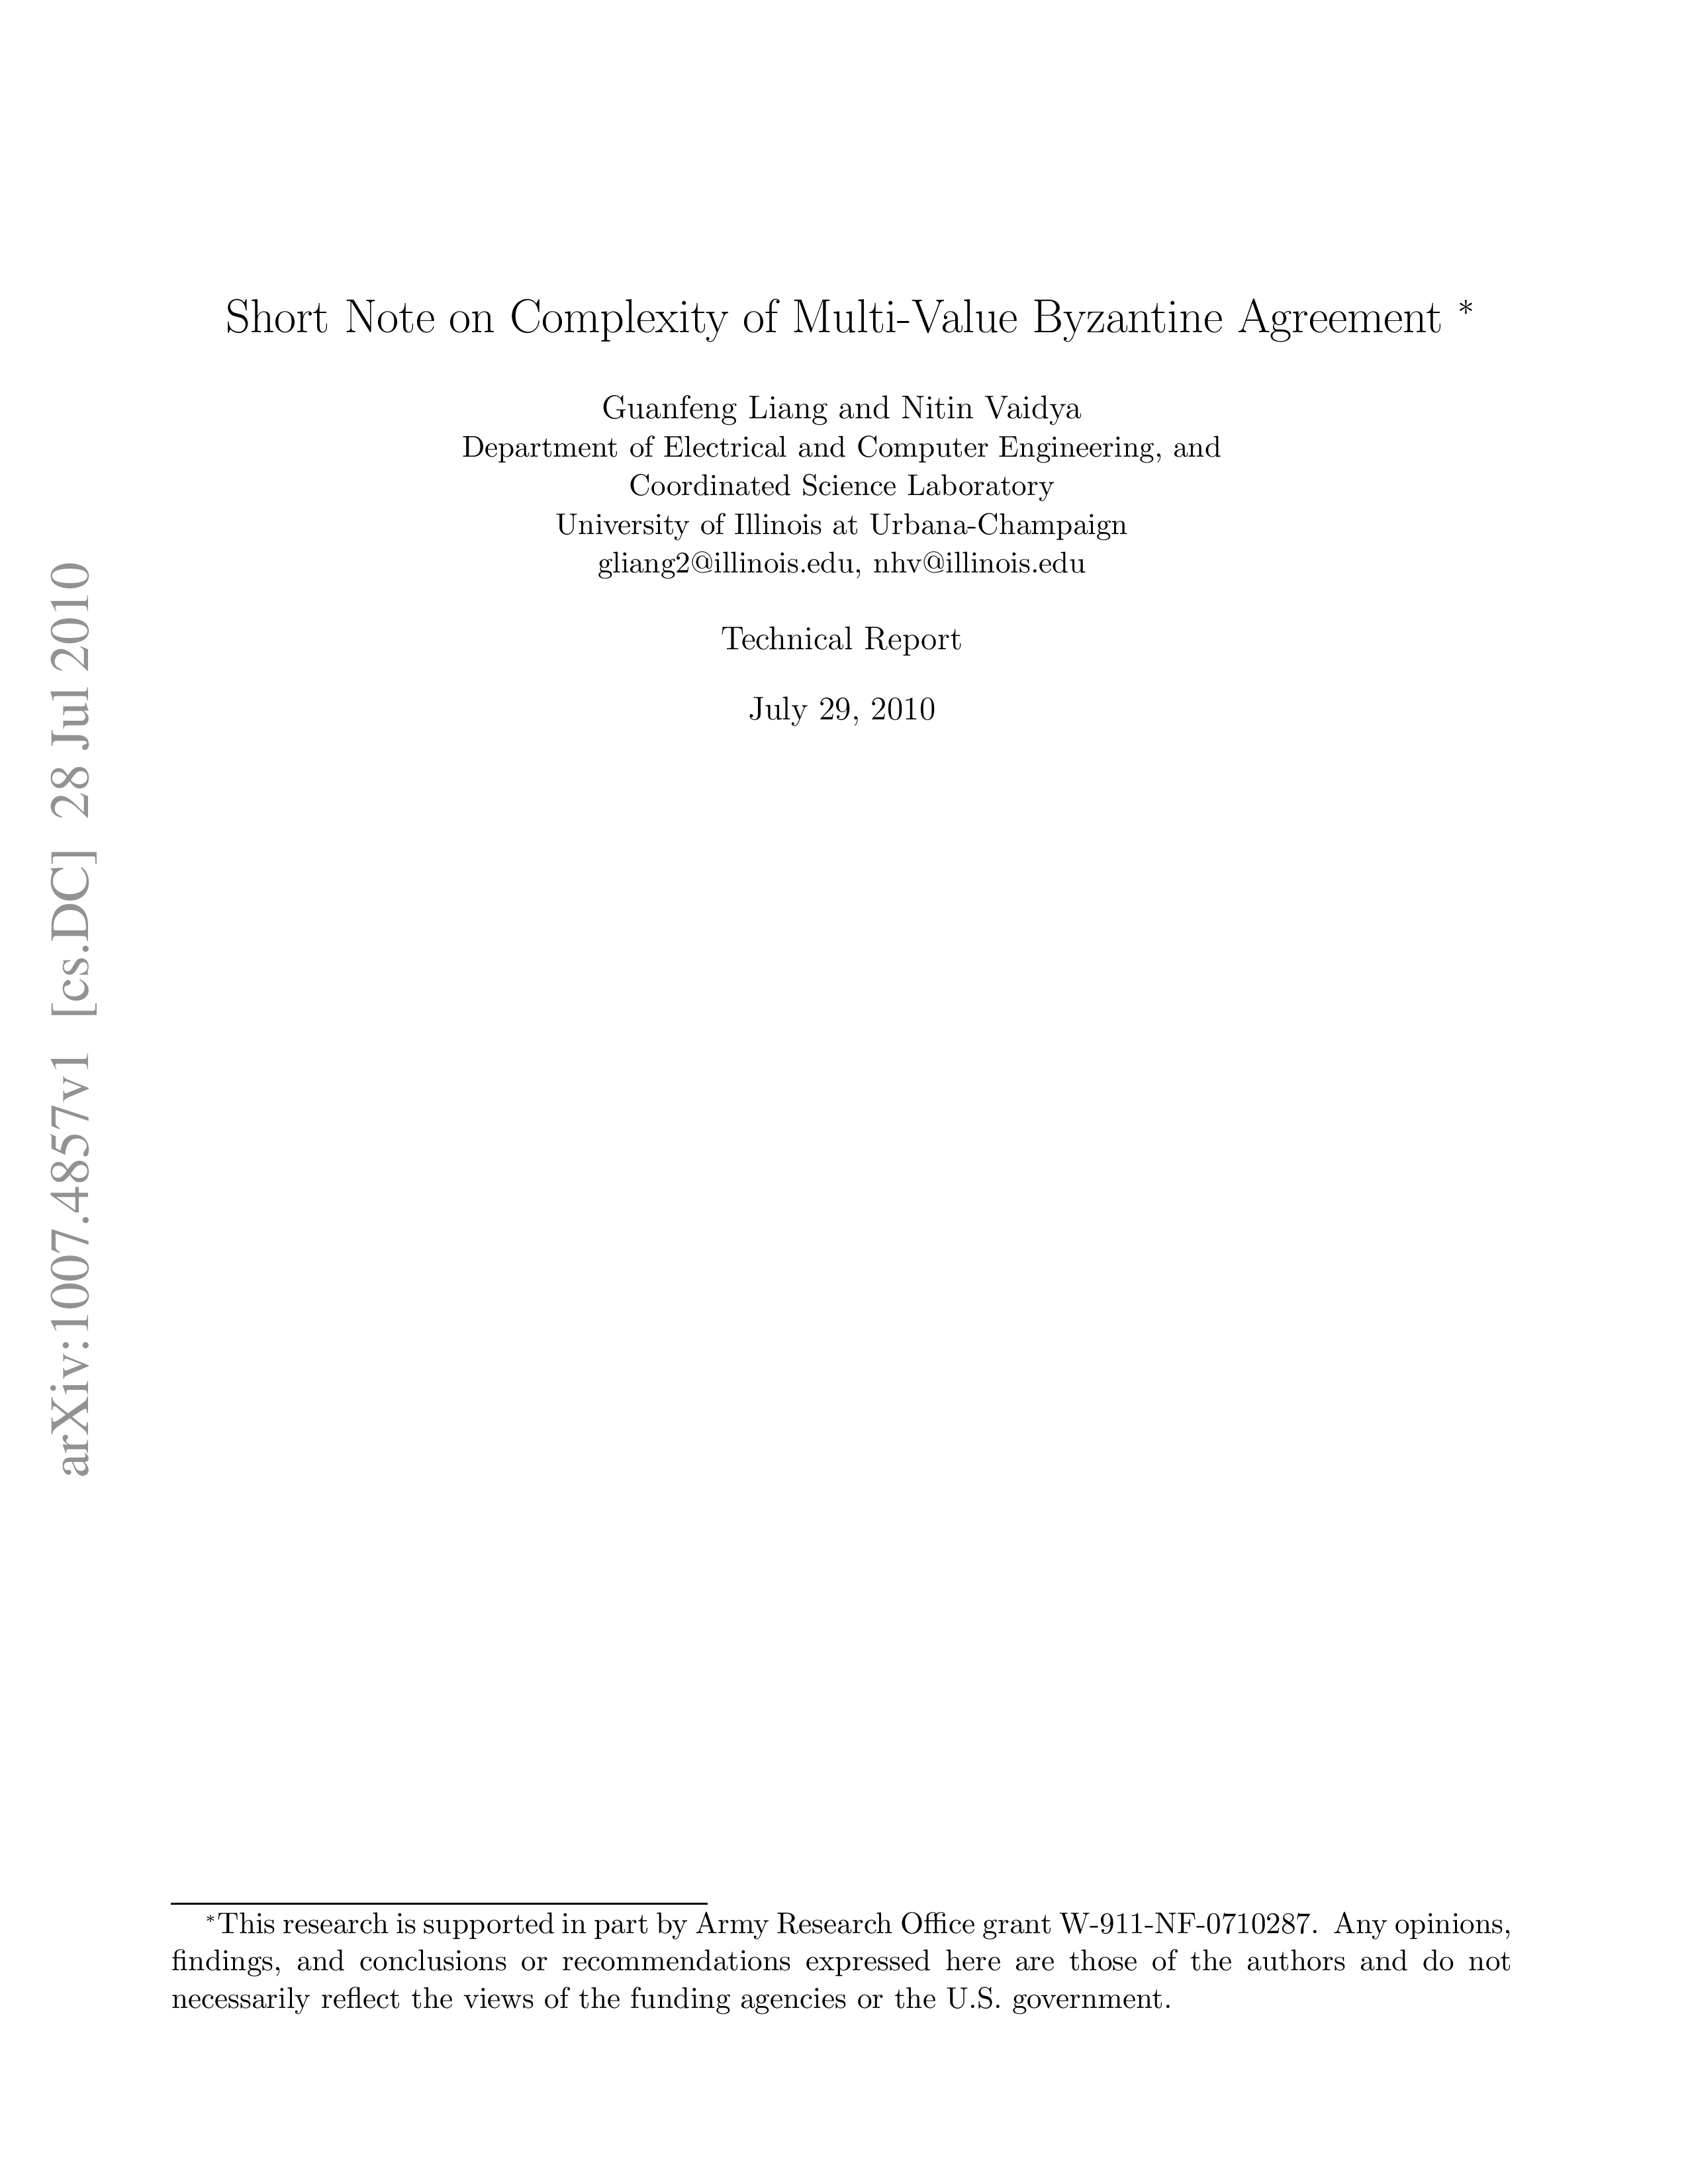 Short Note on Complexity of Multi-Value Byzantine Agreement *
Guanfeng Liang and Nitin Vaidya
Department of Electrical and Computer Engineering, and
Coordinated Science Laboratory
University of Illinois at Urbana-Champaign
gliang2@illinois.edu, nhv@illinois.edu
Technical Report
July 29, 2010
arXiv:1007.4857v1 [cs.DC] 28 Jul 2010
*This research is supported in part by Army Research Office grant W-911-NF-0710287. Any opinions,
findings, and conclusions or recommendations expressed here are those of the authors and do not
necessarily reflect the views of the funding agencies or the U.S. government.